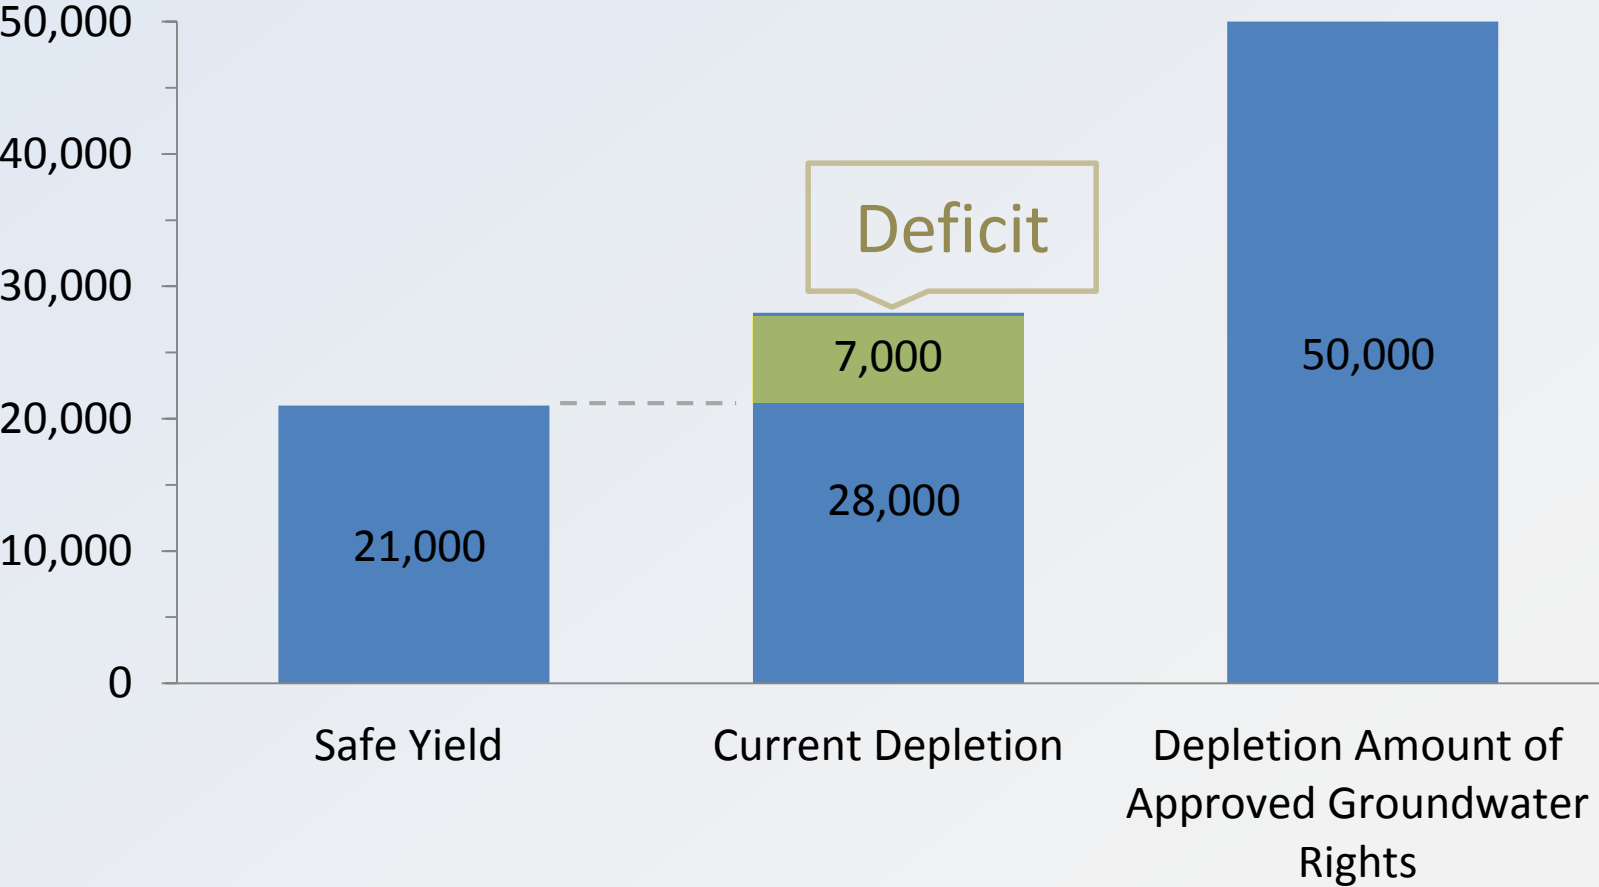 50,000
40,000
30,000
20,000
10,000
0
Deficit
7,000
28,000
21,000
50,000
Safe Yield
Current Depletion
Depletion Amount of
Approved Groundwater
Rights